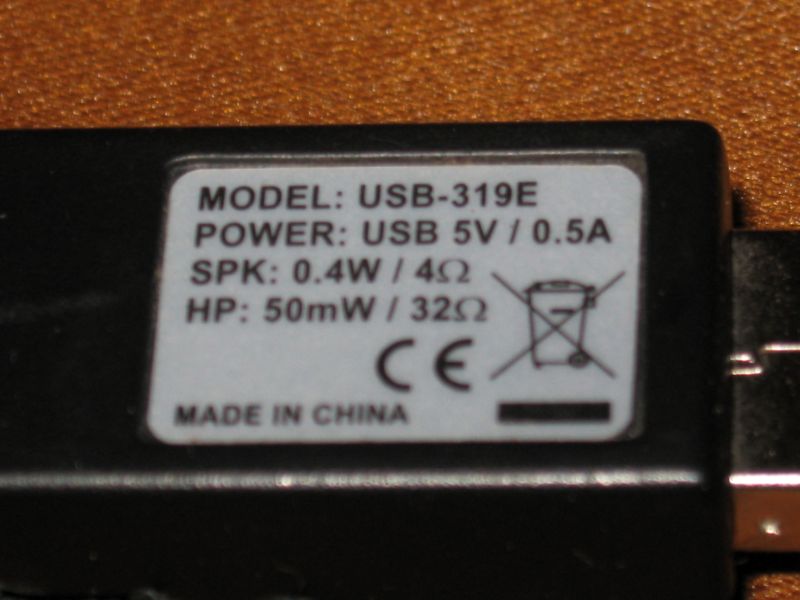 MODEL: USB-319E
POWER: USB 5V / 0.5A
SPK: 0.4W / 4Ω
HP: 50mW / 32Ω
CE
MADE IN CHINA